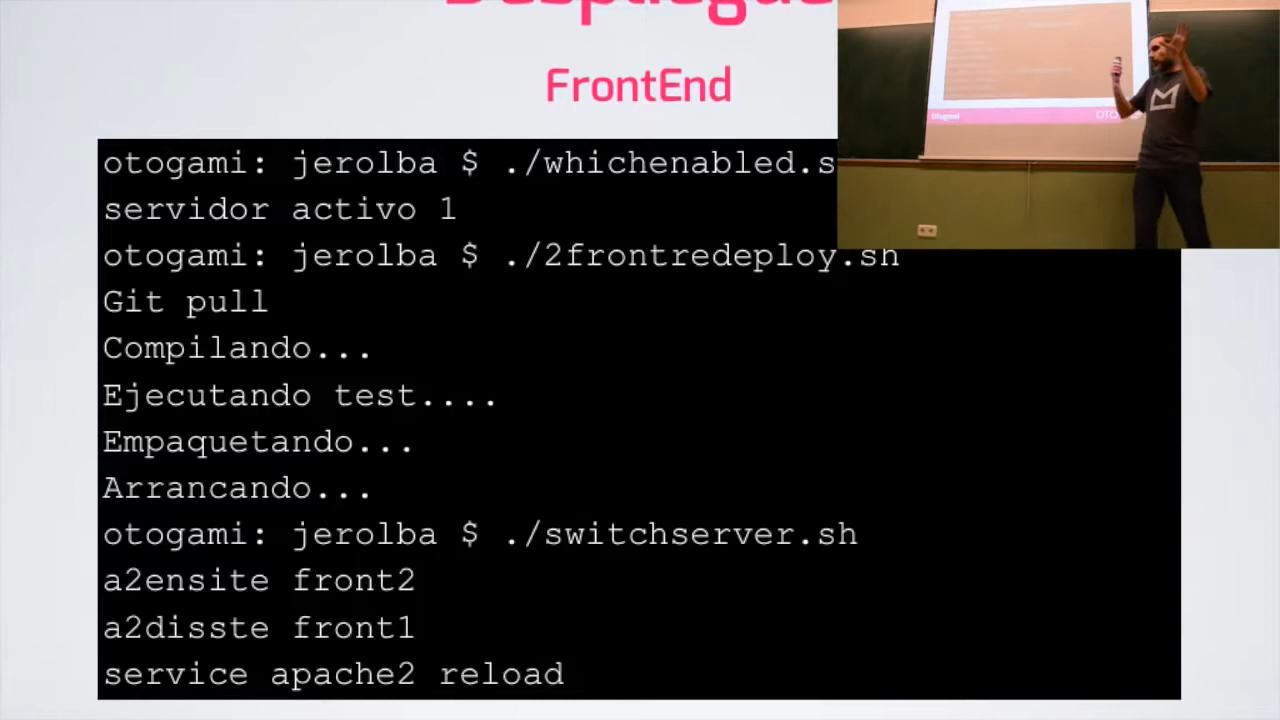 Despliegue
FrontEnd
otogami: jerolba $ ./whichenabled.s
servidor activo 1
otogami: jerolba $ ./2frontredeploy.sh
Git pull
Compilando...
Ejecutando test....
Empaquetando...
Arrancando...
otogami: jerolba $ ./switchserver.sh
a2ensite front2
a2disste front1
service apache2 reload